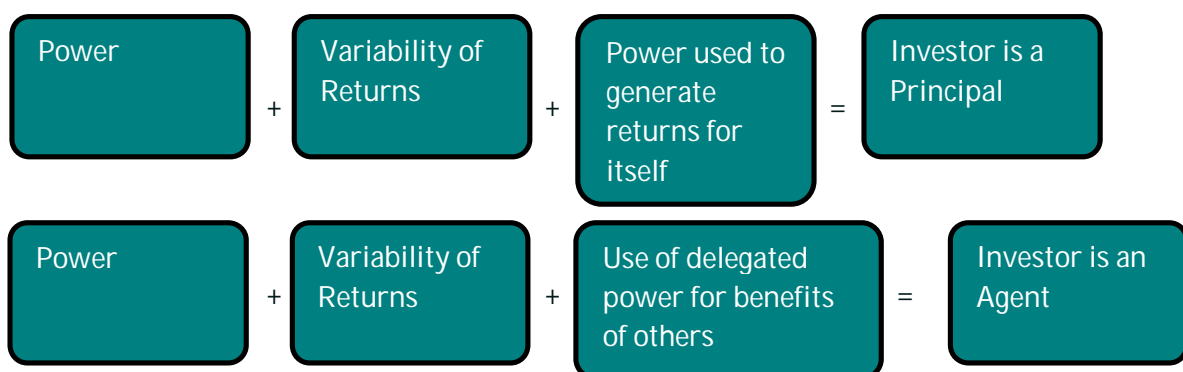 Power
+
Variability of
Returns
+
Power used to
generate
returns for
itself
=
Investor is a
Principal
Power
+
Variability of
Returns
+
Use of delegated
power for benefits
of others
=
Investor is an
Agent